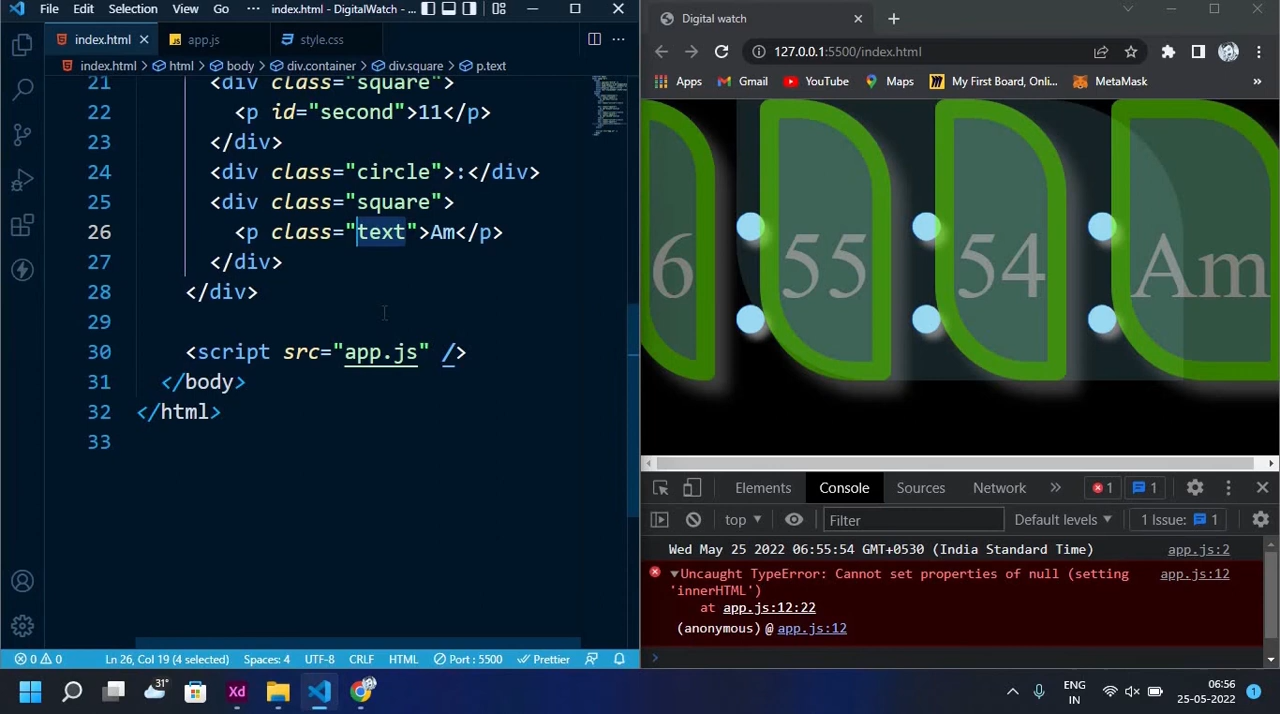 File Edit Selection View Go ··· index.html - DigitalWatch - ...
index.html app.js style.css
index.html > html > body > div.container > div.square > p.text
21 <div class="square">
22 <p id="second">11</p>
23 </div>
24 <div class="circle">:</div>
25 <div class="square">
26 <p class="text">Am</p>
27 </div>
28 </div>
29
30 <script src="app.js" />
31 </body>
32 </html>
33
0 0 Ln 26, Col 19 (4 selected) Spaces: 4 UTF-8 CRLF HTML Port : 5500 Prettier
Digital watch
127.0.0.1:5500/index.html
Apps Gmail YouTube Maps My First Board, Onli... MetaMask »
6 55 54 Am
Elements Console Sources Network » 1 1
top Filter Default levels 1 Issue: 1
Wed May 25 2022 06:55:54 GMT+0530 (India Standard Time) app.js:2
Uncaught TypeError: Cannot set properties of null (setting app.js:12
'innerHTML')
at app.js:12:22
(anonymous) @ app.js:12
31° Xd ENG 06:56
IN 25-05-2022 1